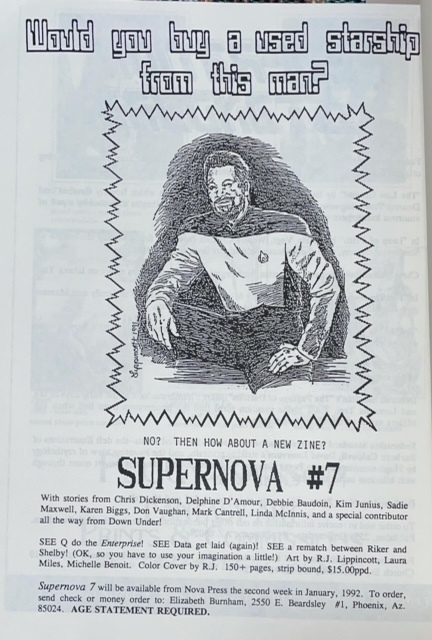 Would you buy a used starship
from this man?
Lippincott 1991
NO? THEN HOW ABOUT A NEW ZINE?
SUPERNOVA #7
With stories from Chris Dickenson, Delphine D'Amour, Debbie Baudoin, Kim Junius, Sadie
Maxwell, Karen Biggs, Don Vaughan, Mark Cantrell, Linda McInnis, and a special contributor
all the way from Down Under!
SEE Q do the Enterprise! SEE Data get laid (again)! SEE a rematch between Riker and
Shelby! (OK, so you have to use your imagination a little!) Art by R.J. Lippincott, Laura
Miles, Michelle Benoit. Color Cover by R.J. 150+ pages, strip bound, $15.00ppd.
Supernova 7 will be available from Nova Press the second week in January, 1992. To order,
send check or money order to: Elizabeth Burnham, 2550 E. Beardsley #1, Phoenix, Az.
85024. AGE STATEMENT REQUIRED.